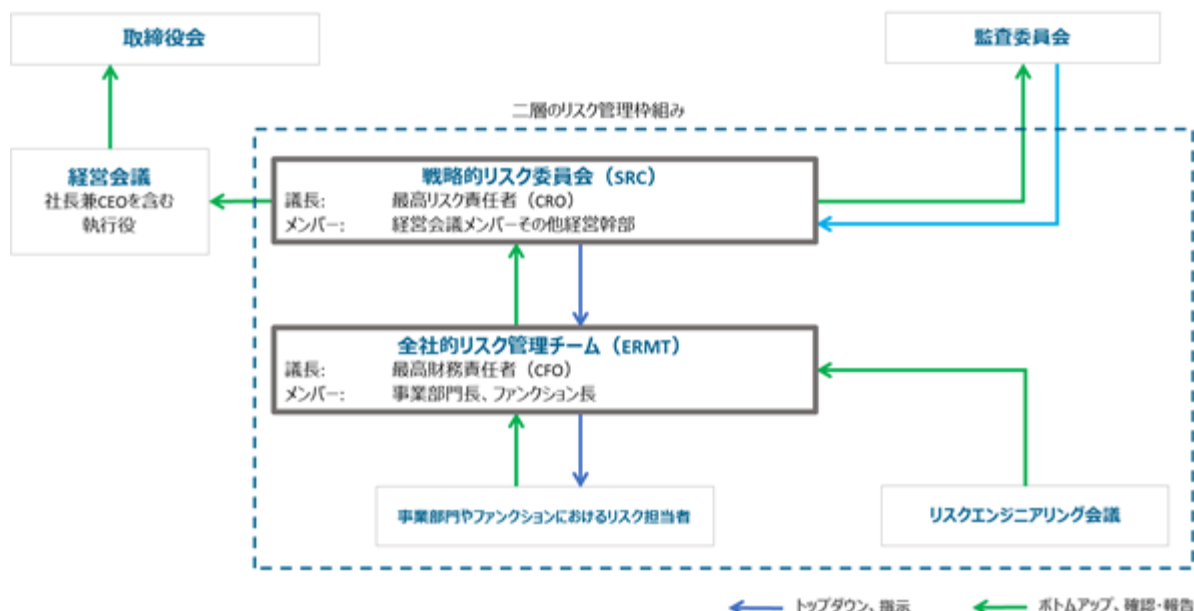 取締役会
監査委員会
二層のリスク管理枠組み
経営会議
社長兼CEOを含む
執行役
戦略的リスク委員会（SRC）
議長: 最高リスク責任者（CRO）
メンバー: 経営会議メンバーその他経営幹部
全社的リスク管理チーム（ERMT）
議長: 最高財務責任者（CFO）
メンバー: 事業部門長、ファンクション長
事業部門やファンクションにおけるリスク担当者
リスクエンジニアリング会議
トップダウン、指示
ボトムアップ、確認・報告